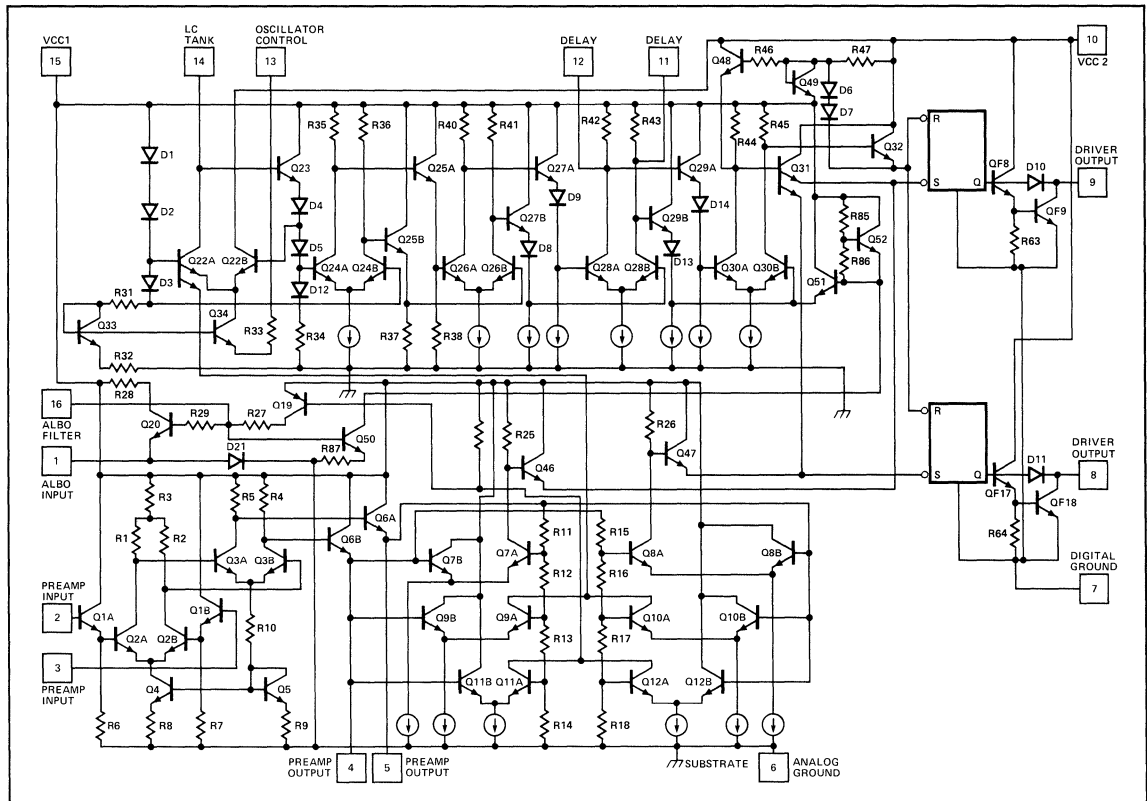 VCC1
15
LC
TANK
14
OSCILLATOR
CONTROL
13
DELAY
12
DELAY
11
10
VCC 2
R46
R47
Q48
Q49
D6
D7
R35
R36
R40
R41
R42
R43
R44
R45
D1
D2
D3
Q23
D4
D5
D12
Q25A
Q25B
Q27A
D9
Q27B
D8
Q29A
D14
Q29B
D13
Q31
Q32
R85
Q52
R86
Q51
Q22A
Q22B
Q24A
Q24B
Q26A
Q26B
Q28A
Q28B
Q30A
Q30B
R
S
Q
QF8
D10
QF9
R63
DRIVER
OUTPUT
9
R31
Q33
Q34
R33
R34
R37
R38
R32
R28
16
ALBO
FILTER
Q20
R29
R27
Q19
Q50
R87
D21
1
ALBO
INPUT
R25
Q46
R26
Q47
R
S
Q
D11
QF17
QF18
R64
DRIVER
OUTPUT
8
DIGITAL
GROUND
7
R3
R1
R2
R5
R4
Q6A
Q6B
Q3A
Q3B
Q7B
Q7A
R11
R12
R15
R16
Q8A
Q8B
PREAMP
INPUT
2
Q1A
Q2A
Q2B
Q1B
R10
Q9B
Q9A
R13
R17
Q10A
Q10B
3
PREAMP
INPUT
Q4
Q5
Q11B
Q11A
Q12A
Q12B
R6
R8
R7
R9
R14
R18
PREAMP
OUTPUT
4
5
PREAMP
OUTPUT
SUBSTRATE
6
ANALOG
GROUND